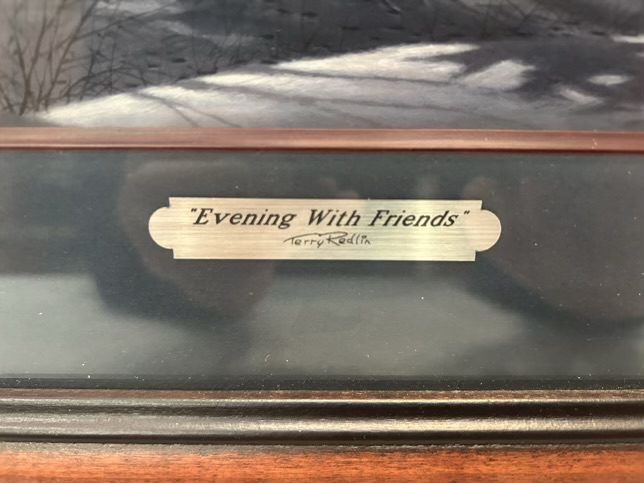 "Evening With Friends"
Terry Redlin